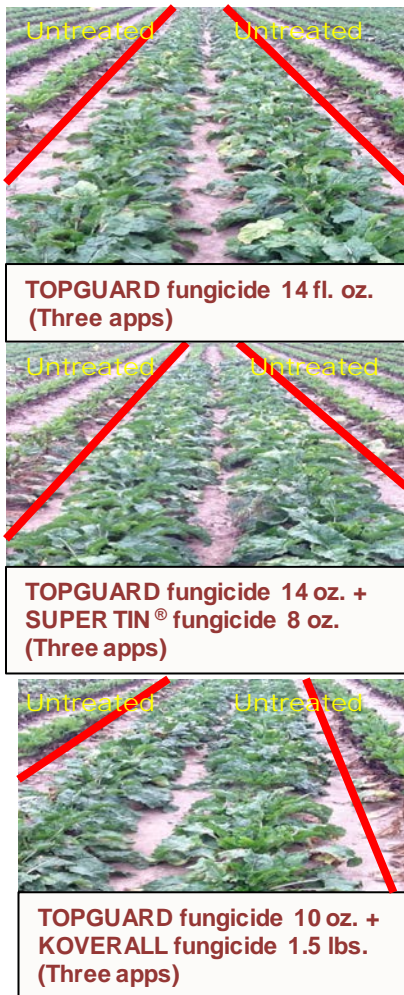 Untreated Untreated
TOPGUARD fungicide 14 fl. oz.
(Three apps)
Untreated Untreated
TOPGUARD fungicide 14 oz. +
SUPER TIN® fungicide 8 oz.
(Three apps)
Untreated Untreated
TOPGUARD fungicide 10 oz. +
KOVERALL fungicide 1.5 lbs.
(Three apps)